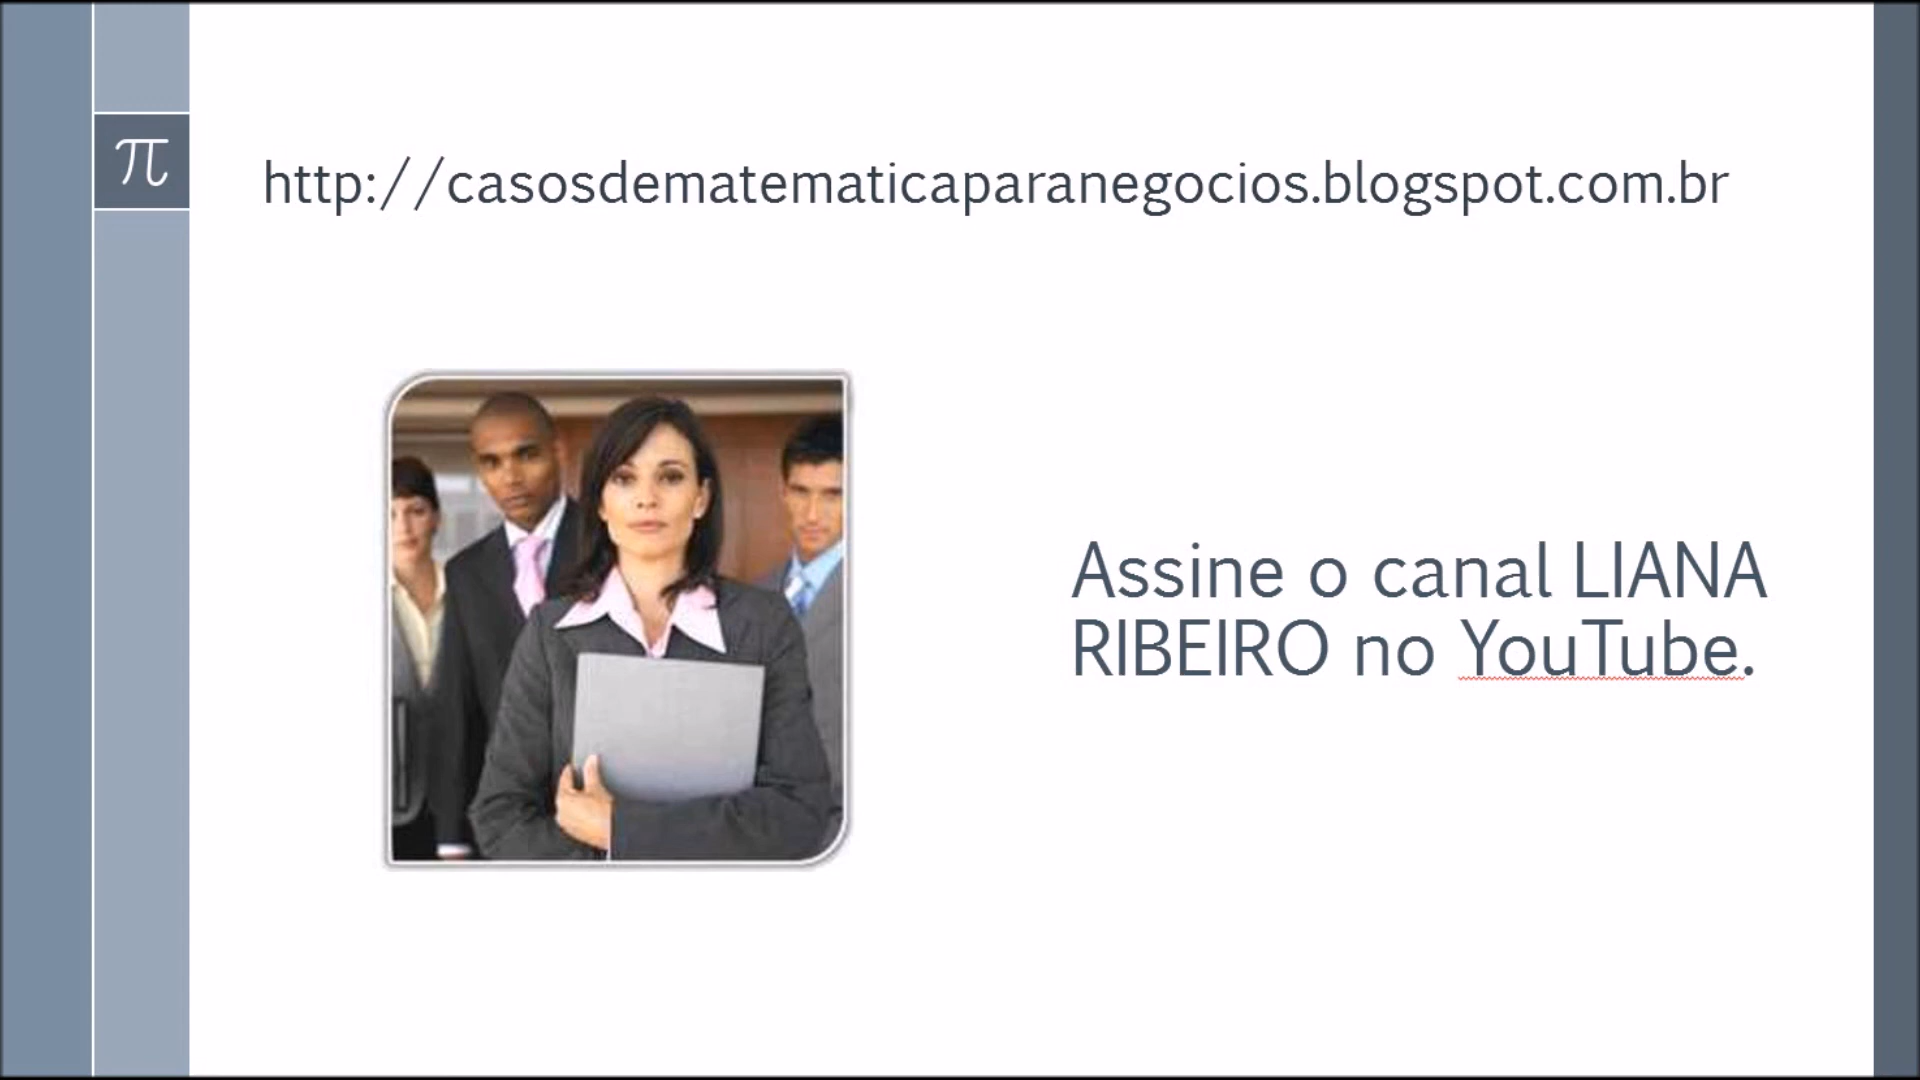 π
http://casosdematematicaparanegocios.blogspot.com.br
Assine o canal LIANA
RIBEIRO no YouTube.